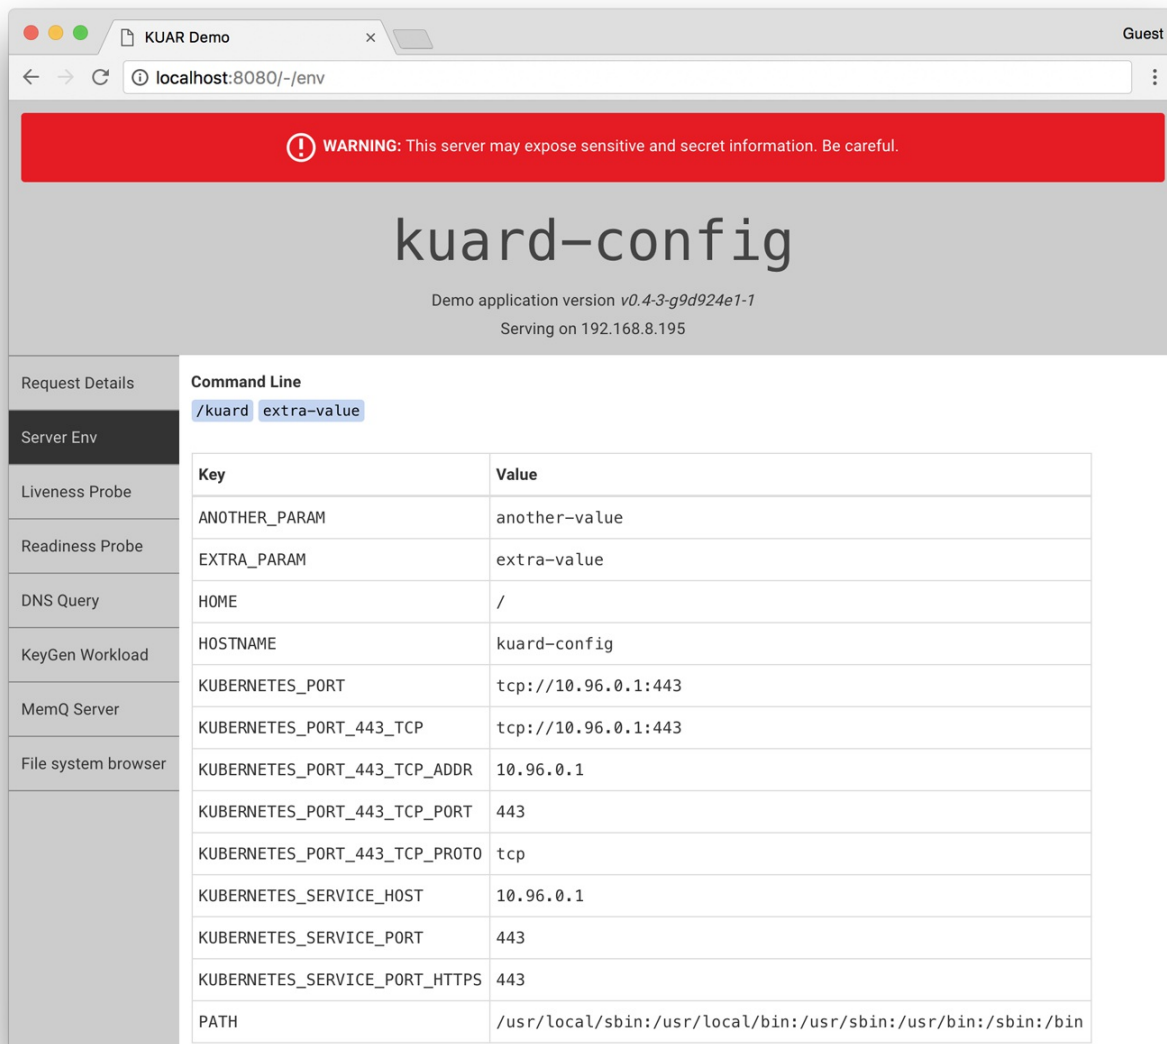 KUAR Demo
Guest
localhost:8080/-/env
WARNING: This server may expose sensitive and secret information. Be careful.
kuard-config
Demo application version v0.4-3-g9d924e1-1
Serving on 192.168.8.195
Request Details
Server Env
Liveness Probe
Readiness Probe
DNS Query
KeyGen Workload
MemQ Server
File system browser
Command Line
/kuard extra-value
Key Value
ANOTHER_PARAM another-value
EXTRA_PARAM extra-value
HOME /
HOSTNAME kuard-config
KUBERNETES_PORT tcp://10.96.0.1:443
KUBERNETES_PORT_443_TCP tcp://10.96.0.1:443
KUBERNETES_PORT_443_TCP_ADDR 10.96.0.1
KUBERNETES_PORT_443_TCP_PORT 443
KUBERNETES_PORT_443_TCP_PROTO tcp
KUBERNETES_SERVICE_HOST 10.96.0.1
KUBERNETES_SERVICE_PORT 443
KUBERNETES_SERVICE_PORT_HTTPS 443
PATH /usr/local/sbin:/usr/local/bin:/usr/sbin:/usr/bin:/sbin:/bin